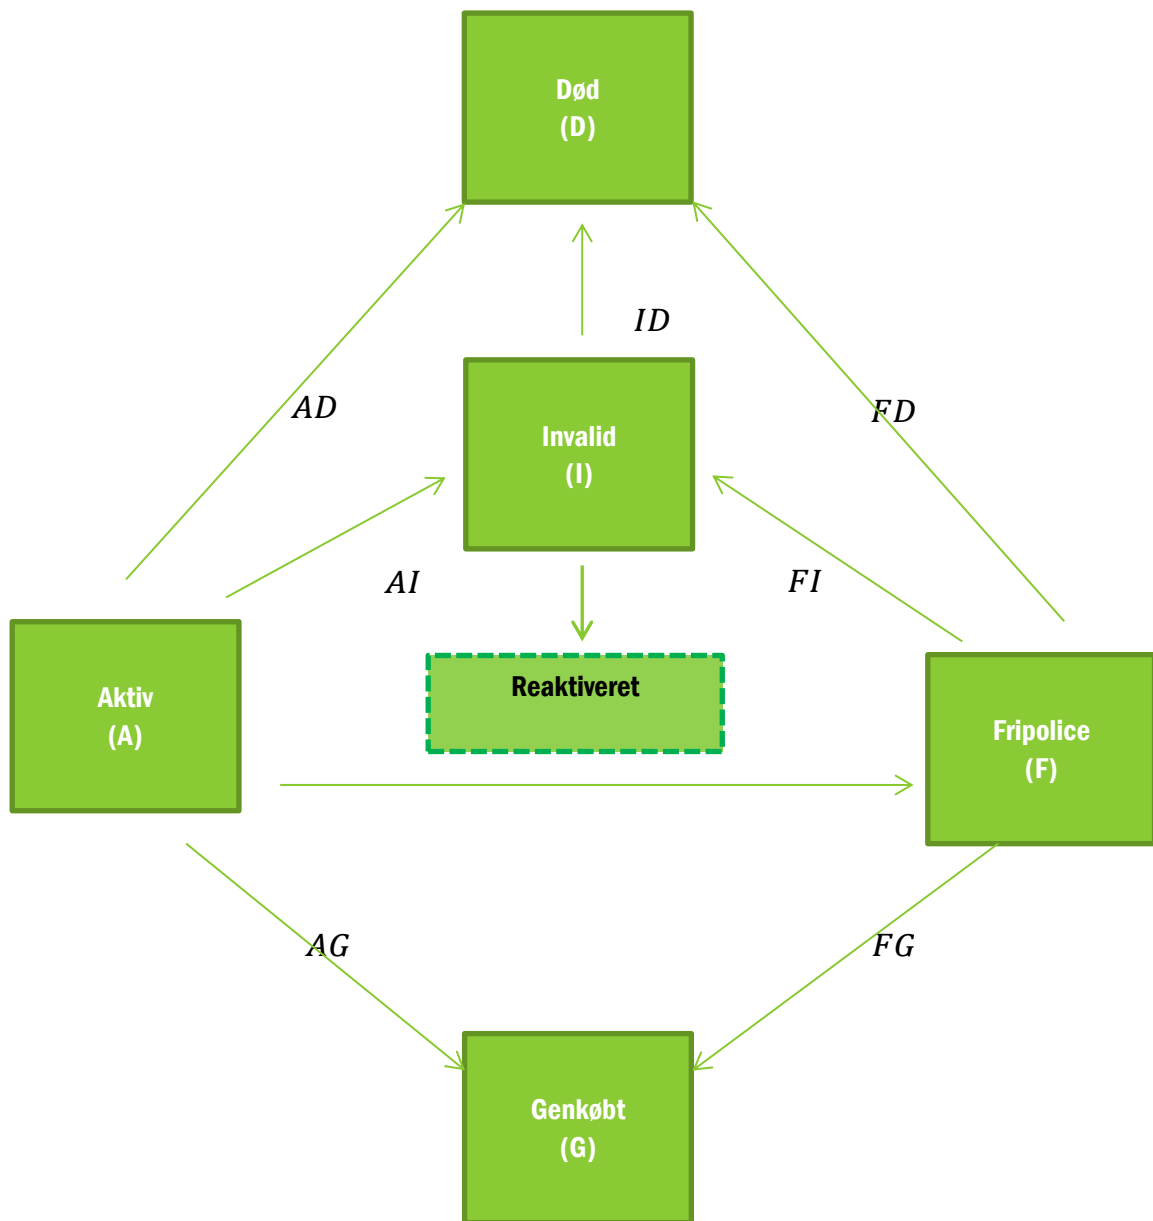 Død
(D)
ID
AD
FD
Invalid
(I)
AI
FI
Reaktiveret
Aktiv
(A)
Fripolice
(F)
AG
FG
Genkøbt
(G)